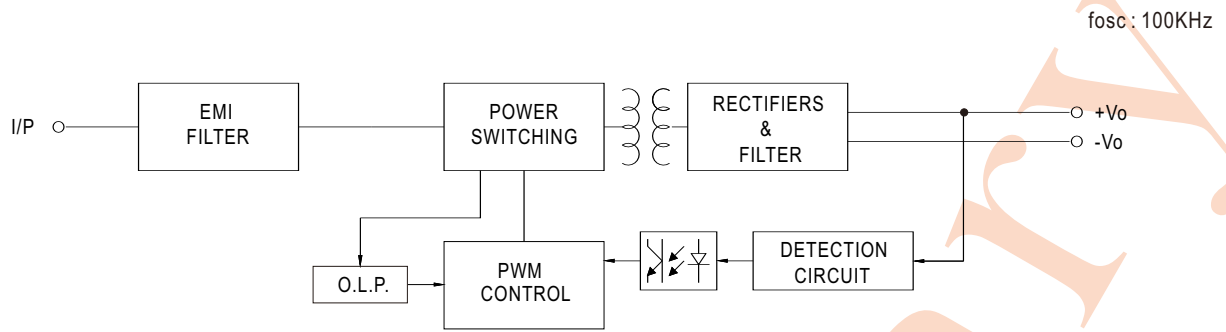 fosc : 100KHz
I/P
EMI
FILTER
POWER
SWITCHING
RECTIFIERS
&
FILTER
+Vo
-Vo
O.L.P.
PWM
CONTROL
DETECTION
CIRCUIT